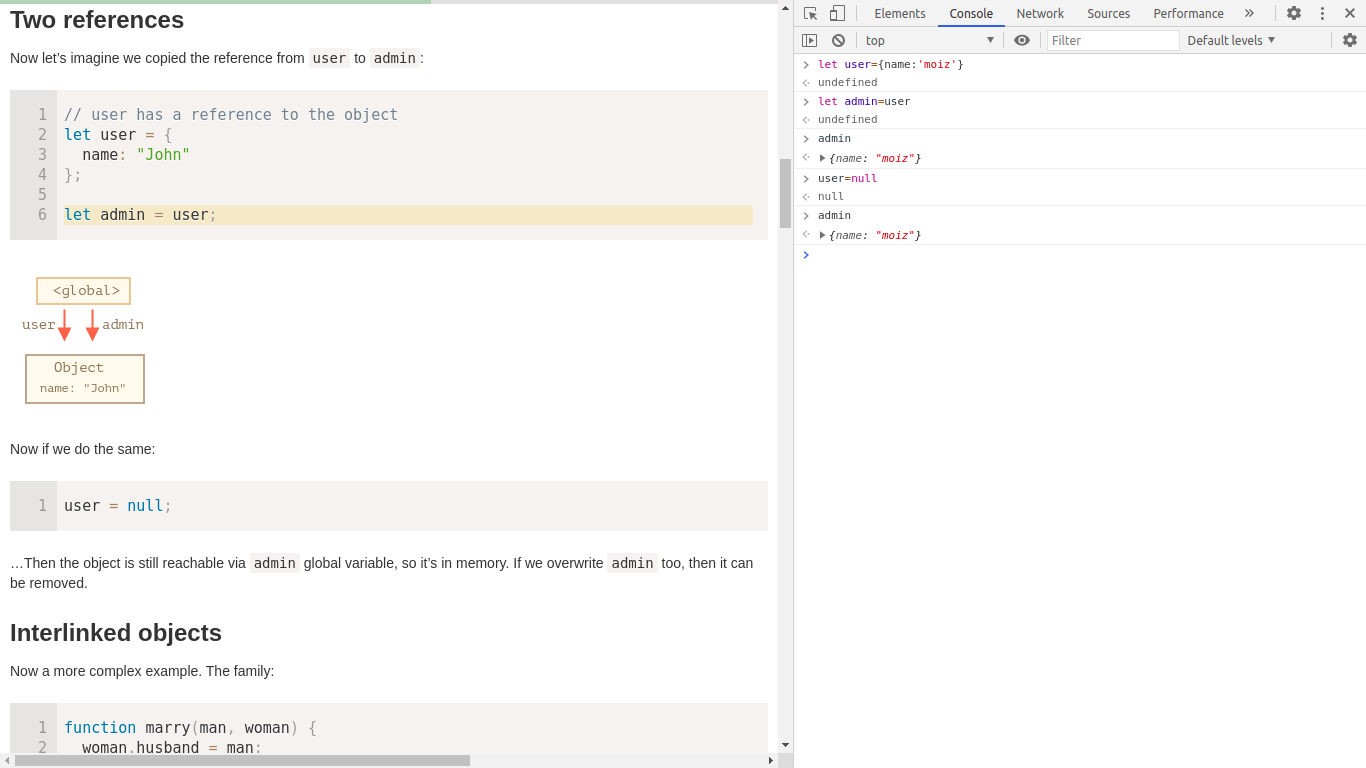 Two references
Now let’s imagine we copied the reference from user to admin:
1 // user has a reference to the object
2 let user = {
3   name: "John"
4 };
5
6 let admin = user;
<global>
user admin
Object
name: "John"
Now if we do the same:
1 user = null;
…Then the object is still reachable via admin global variable, so it’s in memory. If we overwrite admin too, then it can
be removed.
Interlinked objects
Now a more complex example. The family:
1 function marry(man, woman) {
2   woman.husband = man;
Elements Console Network Sources Performance »
top Filter Default levels
let user={name:'moiz'}
undefined
let admin=user
undefined
admin
{name: "moiz"}
user=null
null
admin
{name: "moiz"}